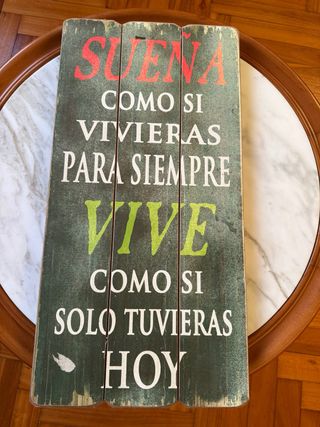 SUEÑA
COMO SI
VIVIERAS
PARA SIEMPRE
VIVE
COMO SI
SOLO TUVIERAS
HOY